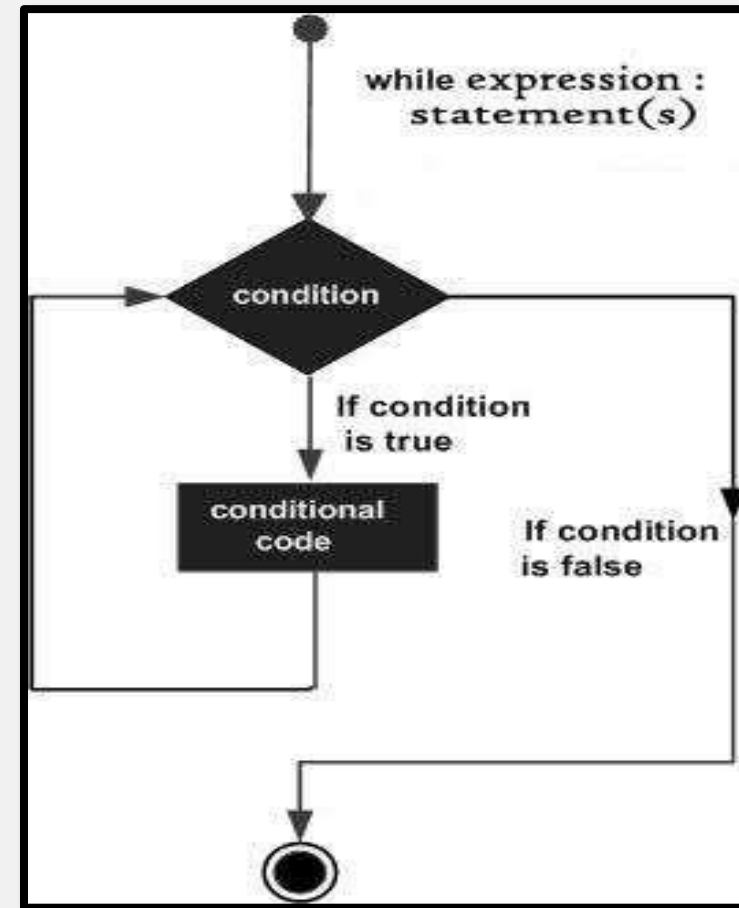 while expression :
statement(s)
condition
If condition
is true
conditional
code
If condition
is false